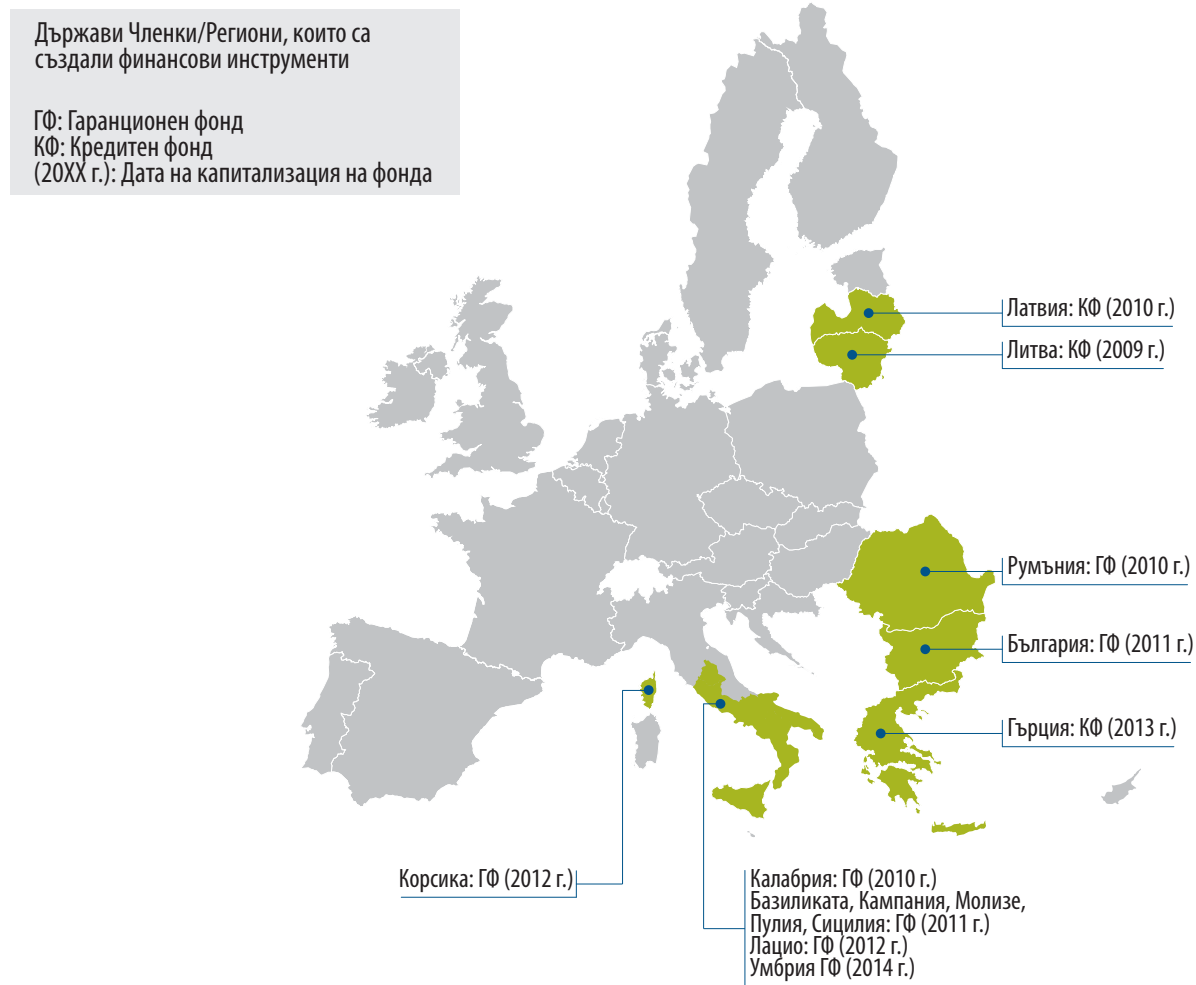 Държави Членки/Региони, които са
създали финансови инструменти
ГФ: Гаранционен фонд
КФ: Кредитен фонд
(20XX г.): Дата на капитализация на фонда
Латвия: КФ (2010 г.)
Литва: КФ (2009 г.)
Румъния: ГФ (2010 г.)
България: ГФ (2011 г.)
Гърция: КФ (2013 г.)
Корсика: ГФ (2012 г.)
Калабрия: ГФ (2010 г.)
Базиликата, Кампания, Молизе,
Пулия, Сицилия: ГФ (2011 г.)
Лацио: ГФ (2012 г.)
Умбрия ГФ (2014 г.)